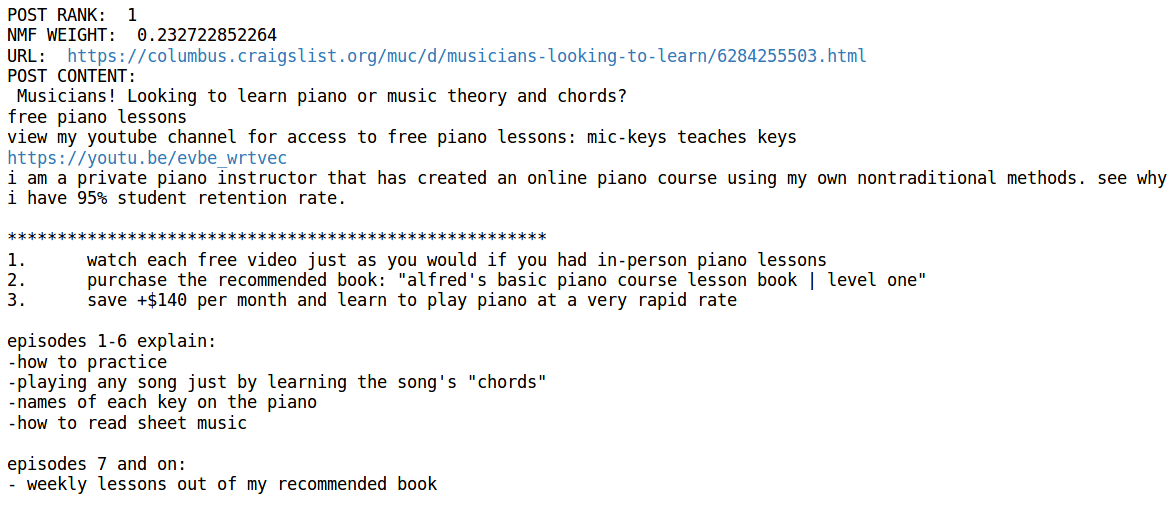 POST RANK:  1
NMF WEIGHT:  0.232722852264
URL:  https://columbus.craigslist.org/muc/d/musicians-looking-to-learn/6284255503.html
POST CONTENT:
 Musicians! Looking to learn piano or music theory and chords?
free piano lessons
view my youtube channel for access to free piano lessons: mic-keys teaches keys
https://youtu.be/evbe_wrtvec
i am a private piano instructor that has created an online piano course using my own nontraditional methods. see why
i have 95% student retention rate.

******************************************************
1.      watch each free video just as you would if you had in-person piano lessons
2.      purchase the recommended book: "alfred's basic piano course lesson book | level one"
3.      save +$140 per month and learn to play piano at a very rapid rate

episodes 1-6 explain:
-how to practice
-playing any song just by learning the song's "chords"
-names of each key on the piano
-how to read sheet music

episodes 7 and on:
- weekly lessons out of my recommended book